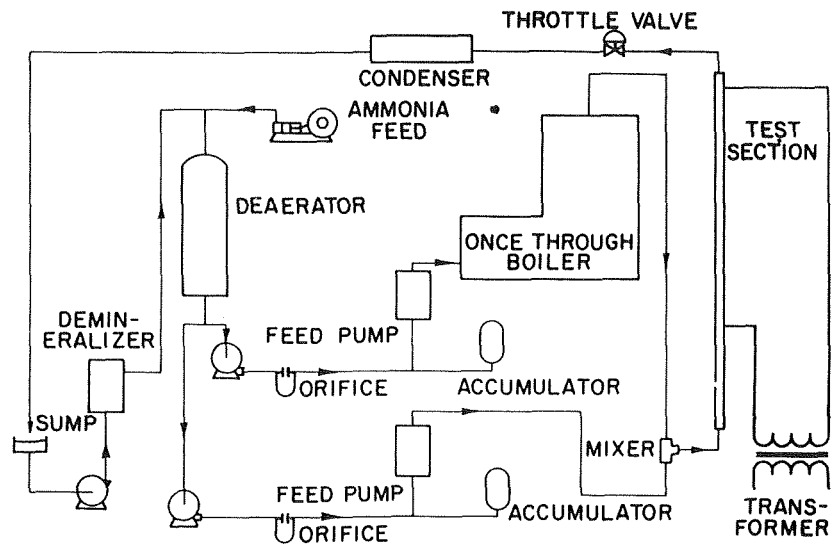 THROTTLE VALVE
CONDENSER
AMMONIA
FEED
TEST
SECTION
DEAERATOR
ONCE THROUGH
BOILER
DEMIN-
ERALIZER
FEED PUMP
ORIFICE
ACCUMULATOR
SUMP
MIXER
FEED PUMP
ORIFICE
ACCUMULATOR
TRANS-
FORMER